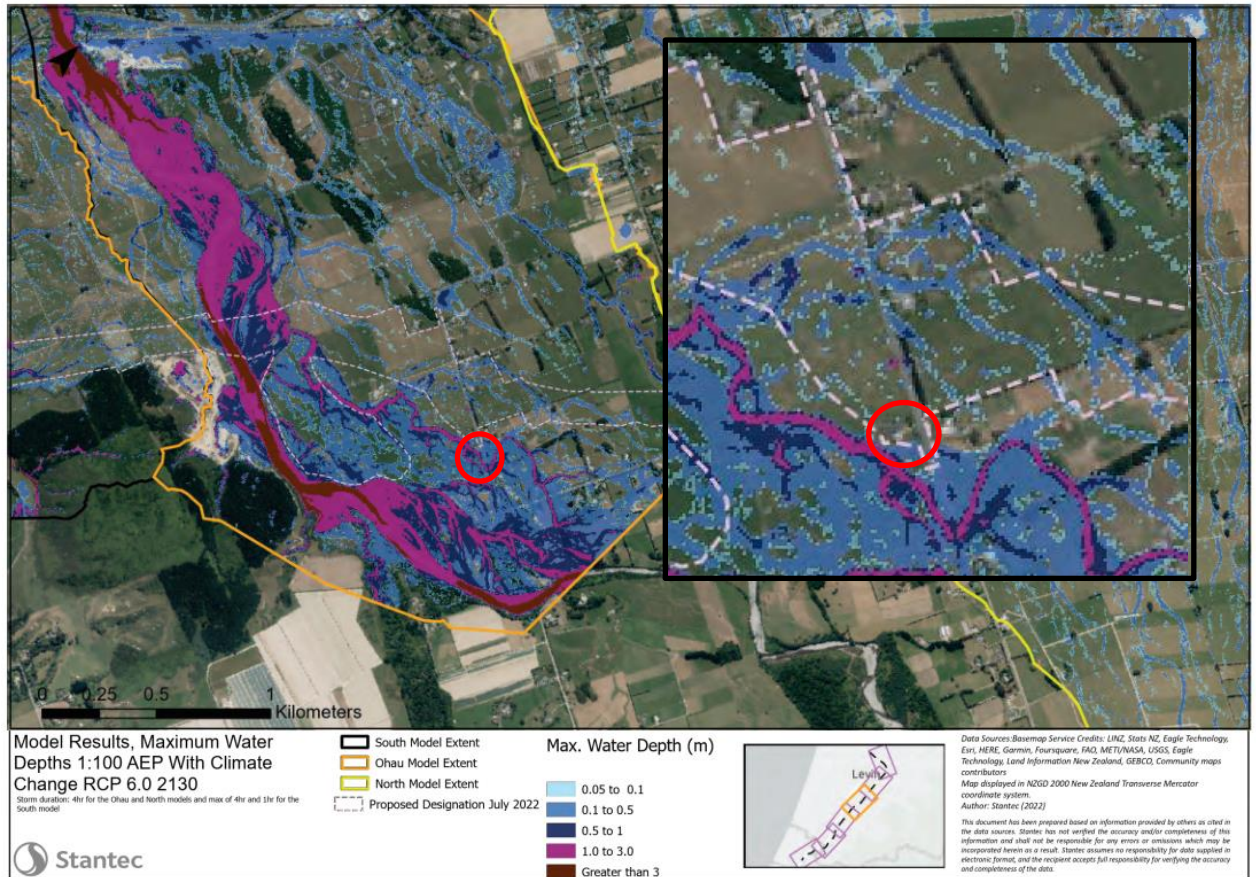 0 0.25 0.5 1
Kilometers
Model Results, Maximum Water
Depths 1:100 AEP With Climate
Change RCP 6.0 2130
Storm duration: 4hr for the Ohau and North models and max of 4hr and 1hr for the
South model
Stantec
South Model Extent
Ohau Model Extent
North Model Extent
Proposed Designation July 2022
Max. Water Depth (m)
0.05 to 0.1
0.1 to 0.5
0.5 to 1
1.0 to 3.0
Greater than 3
Data Sources:Basemap Service Credits: LINZ, Stats NZ, Eagle Technology,
Esri, HERE, Garmin, Foursquare, FAO, METI/NASA, USGS, Eagle
Technology, Land Information New Zealand, GEBCO, Community maps
contributors
Map displayed in NZGD 2000 New Zealand Transverse Mercator
coordinate system.
Author: Stantec (2022)
This document has been prepared based on information provided by others as cited in
the data sources. Stantec has not verified the accuracy and/or completeness of this
information and shall not be responsible for any errors or omissions which may be
incorporated herein as a result. Stantec assumes no responsibility for data supplied in
electronic format, and the recipient accepts full responsibility for verifying the accuracy
and completeness of the data.